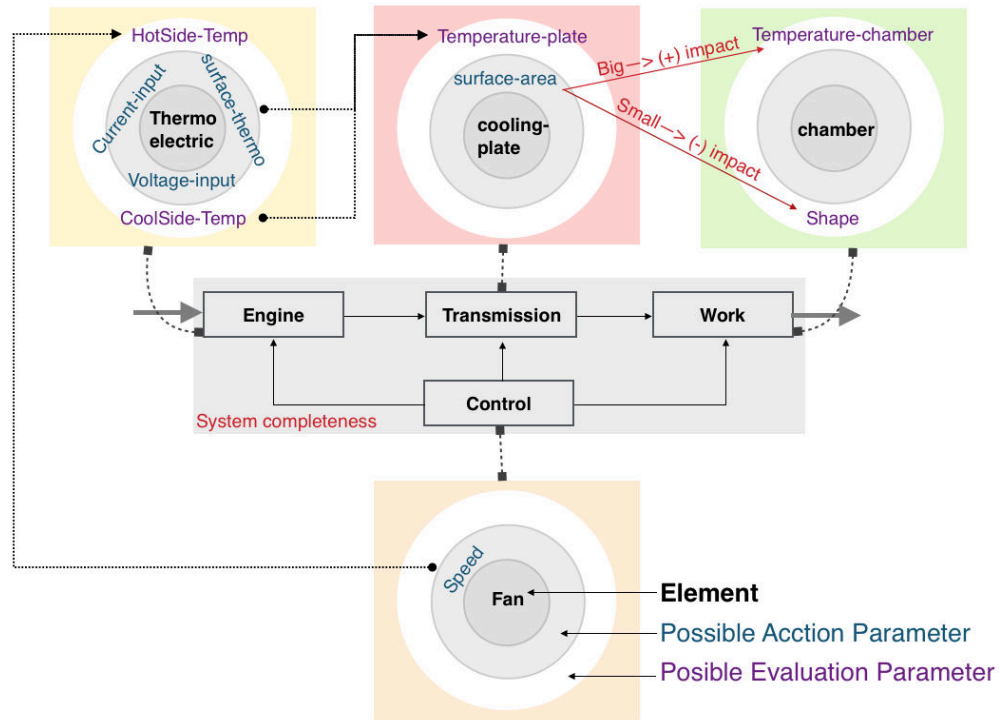 HotSide-Temp
Current-input
surface-thermo
Thermo
electric
Voltage-input
CoolSide-Temp
Temperature-plate
surface-area
cooling-
plate
Big—> (+) impact
Small—> (-) impact
Temperature-chamber
chamber
Shape
Engine
Transmission
Work
Control
System completeness
Speed
Fan
Element
Possible Acction Parameter
Posible Evaluation Parameter